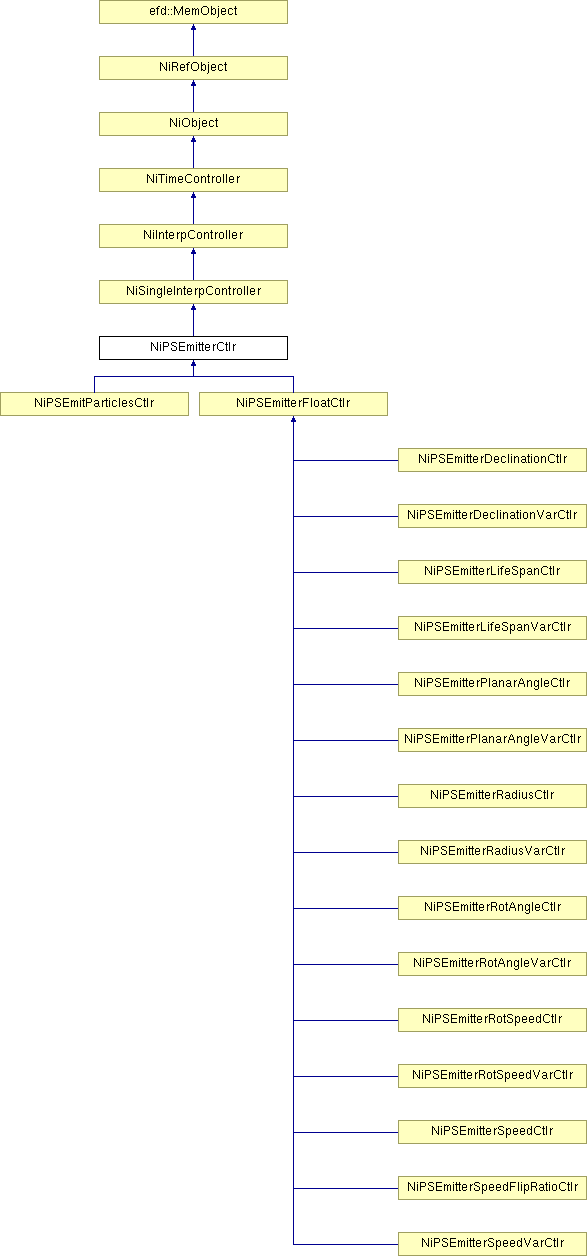 efd::MemObject
NiRefObject
NiObject
NiTimeController
NiInterpController
NiSingleInterpController
NiPSEmitterCtlr
NiPSEmitParticlesCtlr
NiPSEmitterFloatCtlr
NiPSEmitterDeclinationCtlr
NiPSEmitterDeclinationVarCtlr
NiPSEmitterLifeSpanCtlr
NiPSEmitterLifeSpanVarCtlr
NiPSEmitterPlanarAngleCtlr
NiPSEmitterPlanarAngleVarCtlr
NiPSEmitterRadiusCtlr
NiPSEmitterRadiusVarCtlr
NiPSEmitterRotAngleCtlr
NiPSEmitterRotAngleVarCtlr
NiPSEmitterRotSpeedCtlr
NiPSEmitterRotSpeedVarCtlr
NiPSEmitterSpeedCtlr
NiPSEmitterSpeedFlipRatioCtlr
NiPSEmitterSpeedVarCtlr